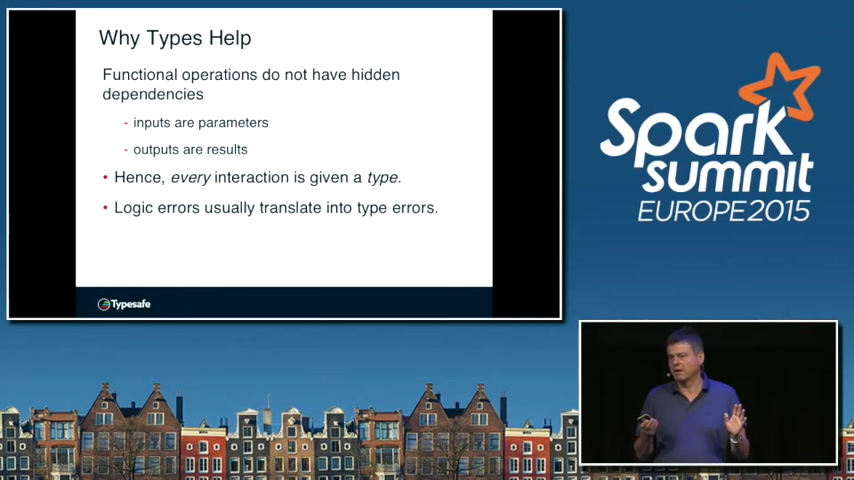 Why Types Help
Functional operations do not have hidden
dependencies
- inputs are parameters
- outputs are results
• Hence, every interaction is given a type.
• Logic errors usually translate into type errors.
Typesafe
Spark
summit
EUROPE 2015